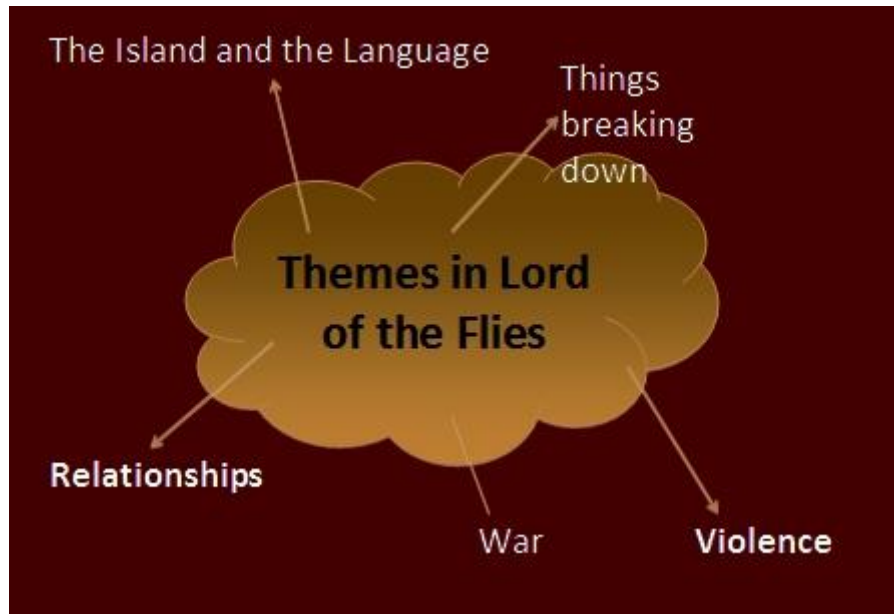 The Island and the Language
Things
breaking
down
Themes in Lord
of the Flies
Relationships
War
Violence